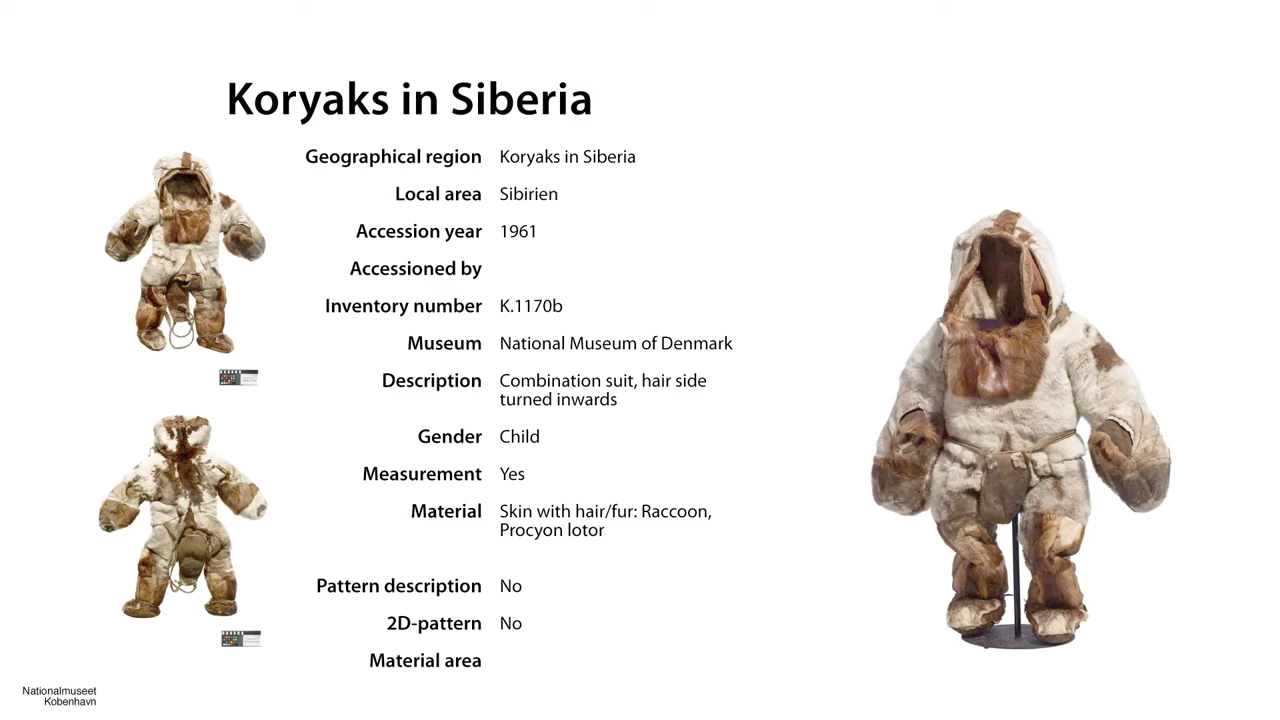 Koryaks in Siberia
Geographical region Koryaks in Siberia
Local area Sibirien
Accession year 1961
Accessioned by
Inventory number K.1170b
Museum National Museum of Denmark
Description Combination suit, hair side
turned inwards
Gender Child
Measurement Yes
Material Skin with hair/fur: Raccoon,
Procyon lotor
Pattern description No
2D-pattern No
Material area
Nationalmuseet
Kobenhavn